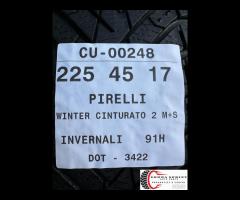 CU-00248
225 45 17
PIRELLI
WINTER CINTURATO 2 M+S
INVERNALI 91H
DOT - 3422